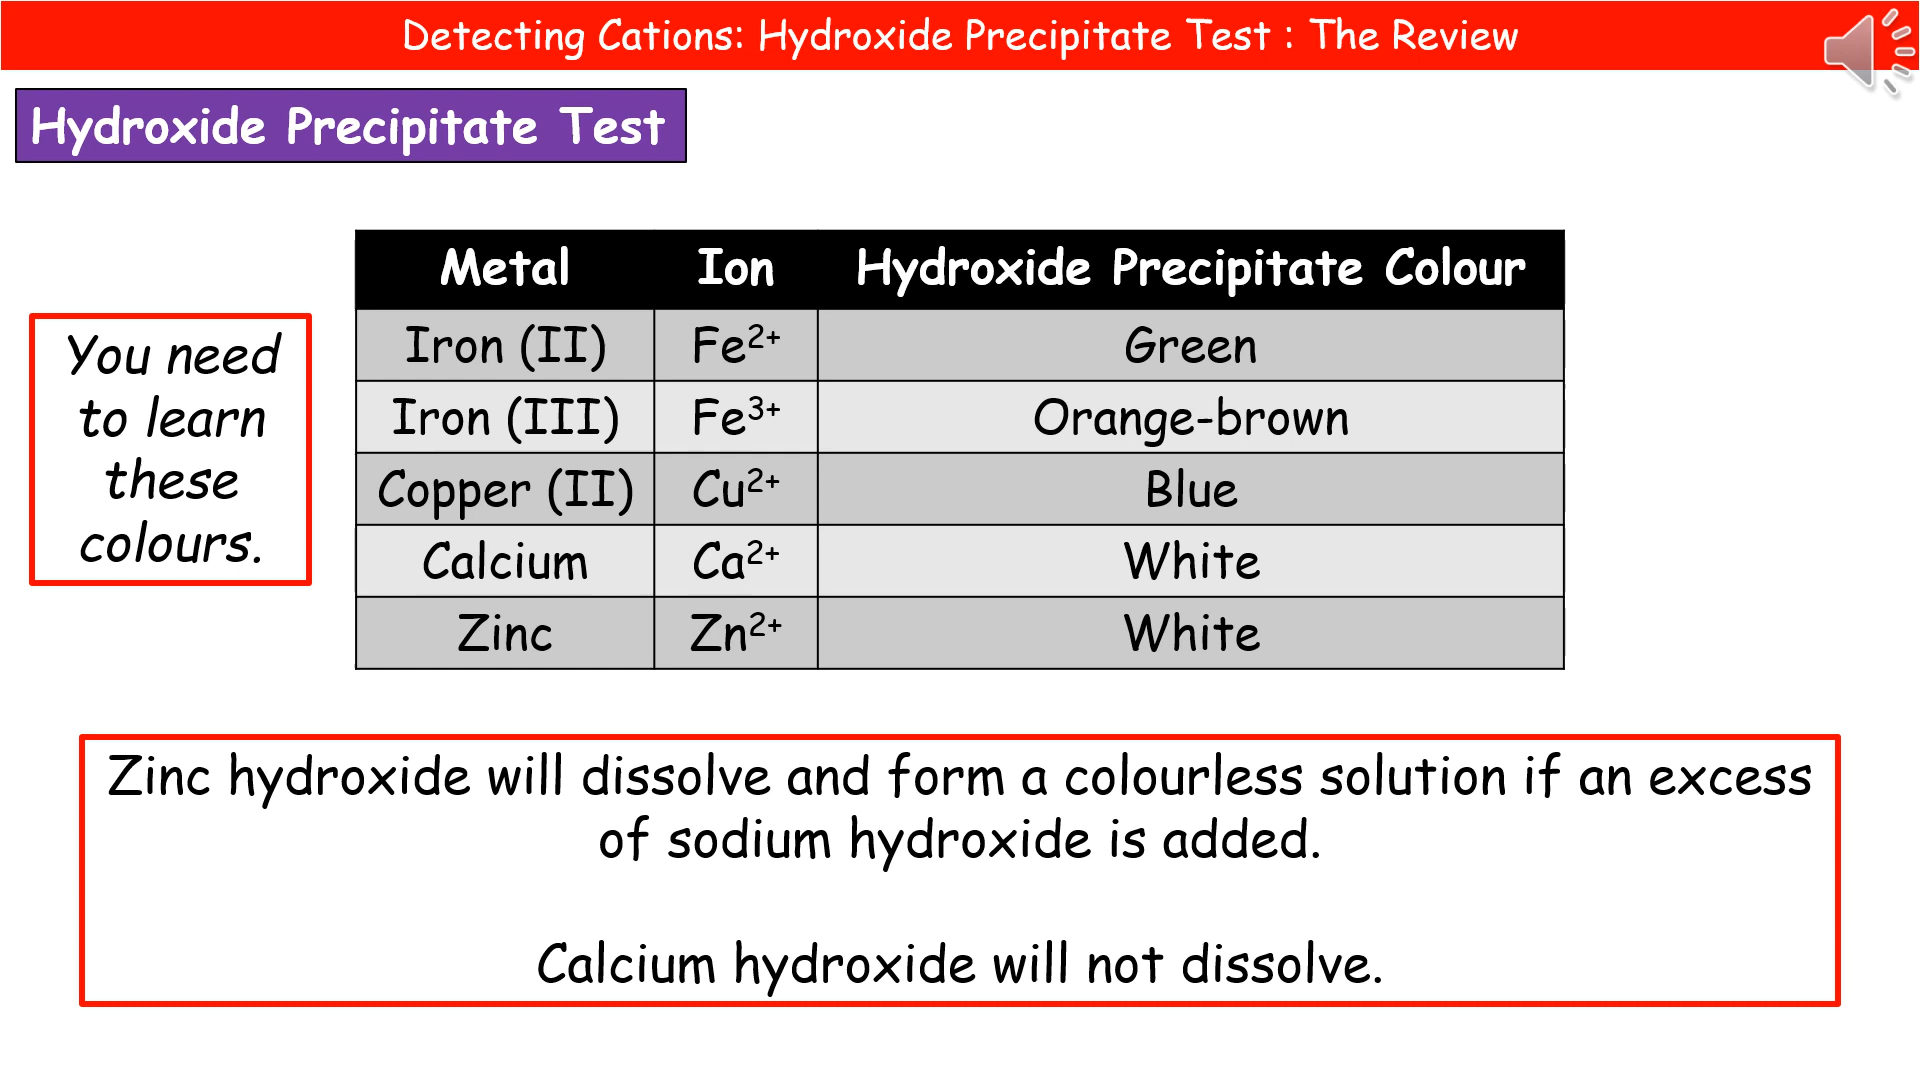 Detecting Cations: Hydroxide Precipitate Test : The Review
Hydroxide Precipitate Test
You need
to learn
these
colours.
Metal Ion Hydroxide Precipitate Colour
Iron (II) Fe²⁺ Green
Iron (III) Fe³⁺ Orange-brown
Copper (II) Cu²⁺ Blue
Calcium Ca²⁺ White
Zinc Zn²⁺ White
Zinc hydroxide will dissolve and form a colourless solution if an excess
of sodium hydroxide is added.
Calcium hydroxide will not dissolve.